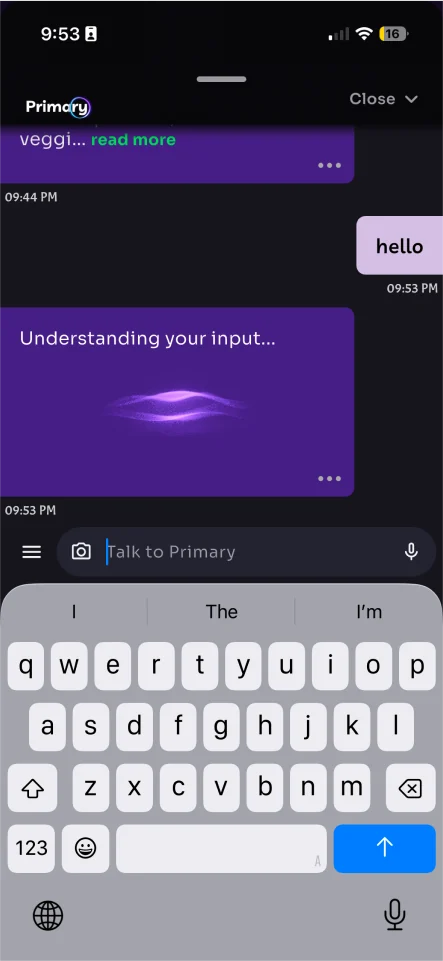 9:53
16
Primary
Close
veggi... read more
09:44 PM
hello
09:53 PM
Understanding your input...
09:53 PM
Talk to Primary
I The I'm
q w e r t y u i o p
a s d f g h j k l
z x c v b n m
123
A